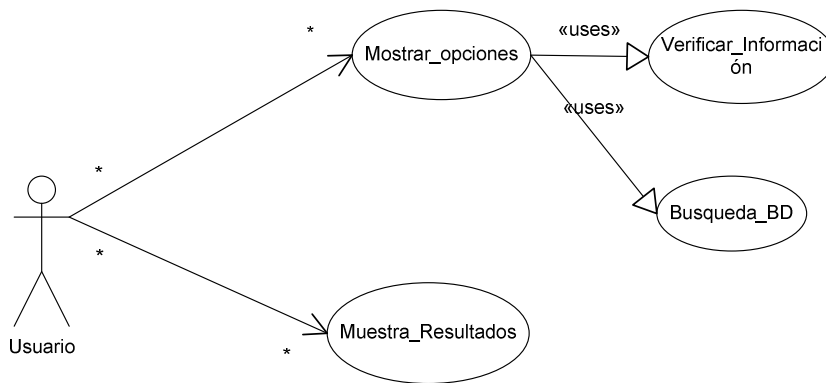 *
Mostrar_opciones
«uses»
Verificar_Informaci
ón
«uses»
*
Busqueda_BD
*
Muestra_Resultados
*
Usuario